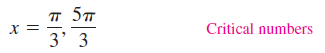 x = π/3, 5π/3 Critical numbers